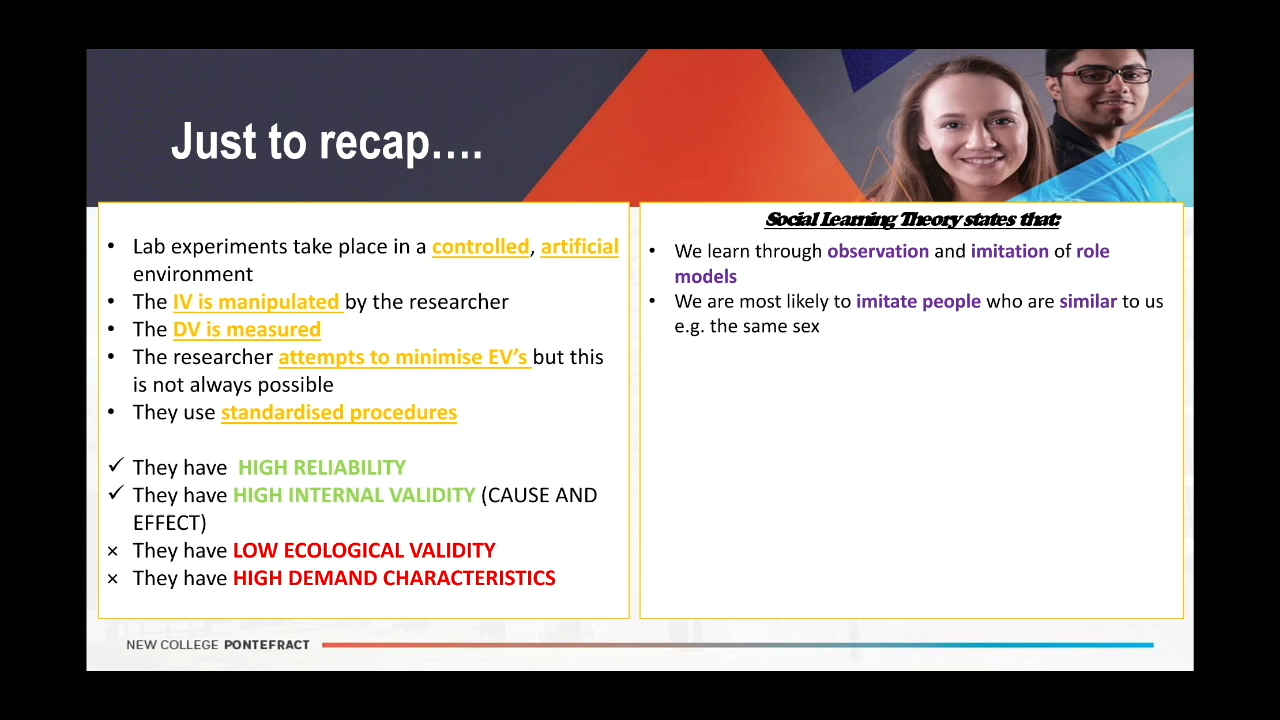 Just to recap....
• Lab experiments take place in a controlled, artificial
environment
• The IV is manipulated by the researcher
• The DV is measured
• The researcher attempts to minimise EV’s but this
is not always possible
• They use standardised procedures
✓ They have HIGH RELIABILITY
✓ They have HIGH INTERNAL VALIDITY (CAUSE AND
EFFECT)
× They have LOW ECOLOGICAL VALIDITY
× They have HIGH DEMAND CHARACTERISTICS
Social Learning Theory states that:
• We learn through observation and imitation of role
models
• We are most likely to imitate people who are similar to us
e.g. the same sex
NEW COLLEGE PONTEFRACT